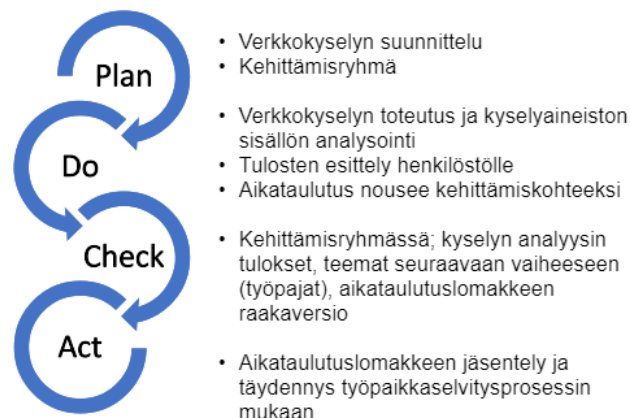 Plan
• Verkkokyselyn suunnittelu
• Kehittämisryhmä
Do
• Verkkokyselyn toteutus ja kyselyaineiston
sisällön analysointi
• Tulosten esittely henkilöstölle
• Aikataulutus nousee kehittämiskohteeksi
Check
• Kehittämisryhmässä; kyselyn analyysin
tulokset, teemat seuraavaan vaiheeseen
(työpajat), aikataulutuslomakkeen
raakaversio
Act
• Aikataulutuslomakkeen jäsentely ja
täydennys työpaikkaselvitysprosessin
mukaan